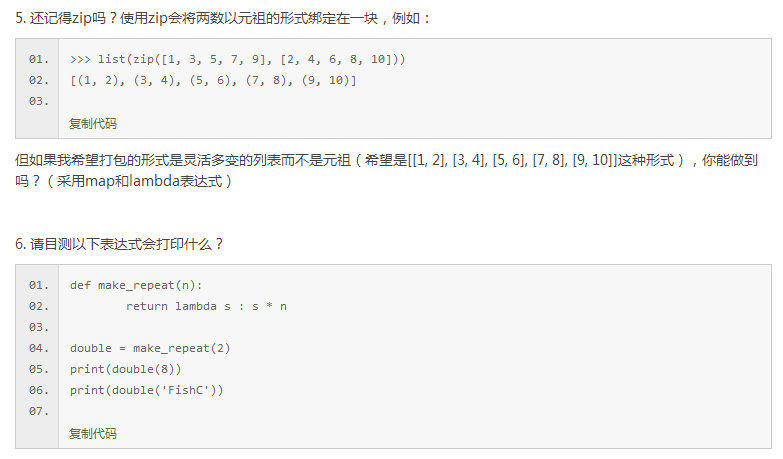 5. 还记得zip吗？使用zip会将两数以元祖的形式绑定在一块，例如：
01. >>> list(zip([1, 3, 5, 7, 9], [2, 4, 6, 8, 10]))
02. [(1, 2), (3, 4), (5, 6), (7, 8), (9, 10)]
03.
复制代码
但如果我希望打包的形式是灵活多变的列表而不是元祖（希望是[[1, 2], [3, 4], [5, 6], [7, 8], [9, 10]]这种形式），你能做到
吗？（采用map和lambda表达式）
6. 请目测以下表达式会打印什么？
01. def make_repeat(n):
02.         return lambda s : s * n
03.
04. double = make_repeat(2)
05. print(double(8))
06. print(double('FishC'))
07.
复制代码